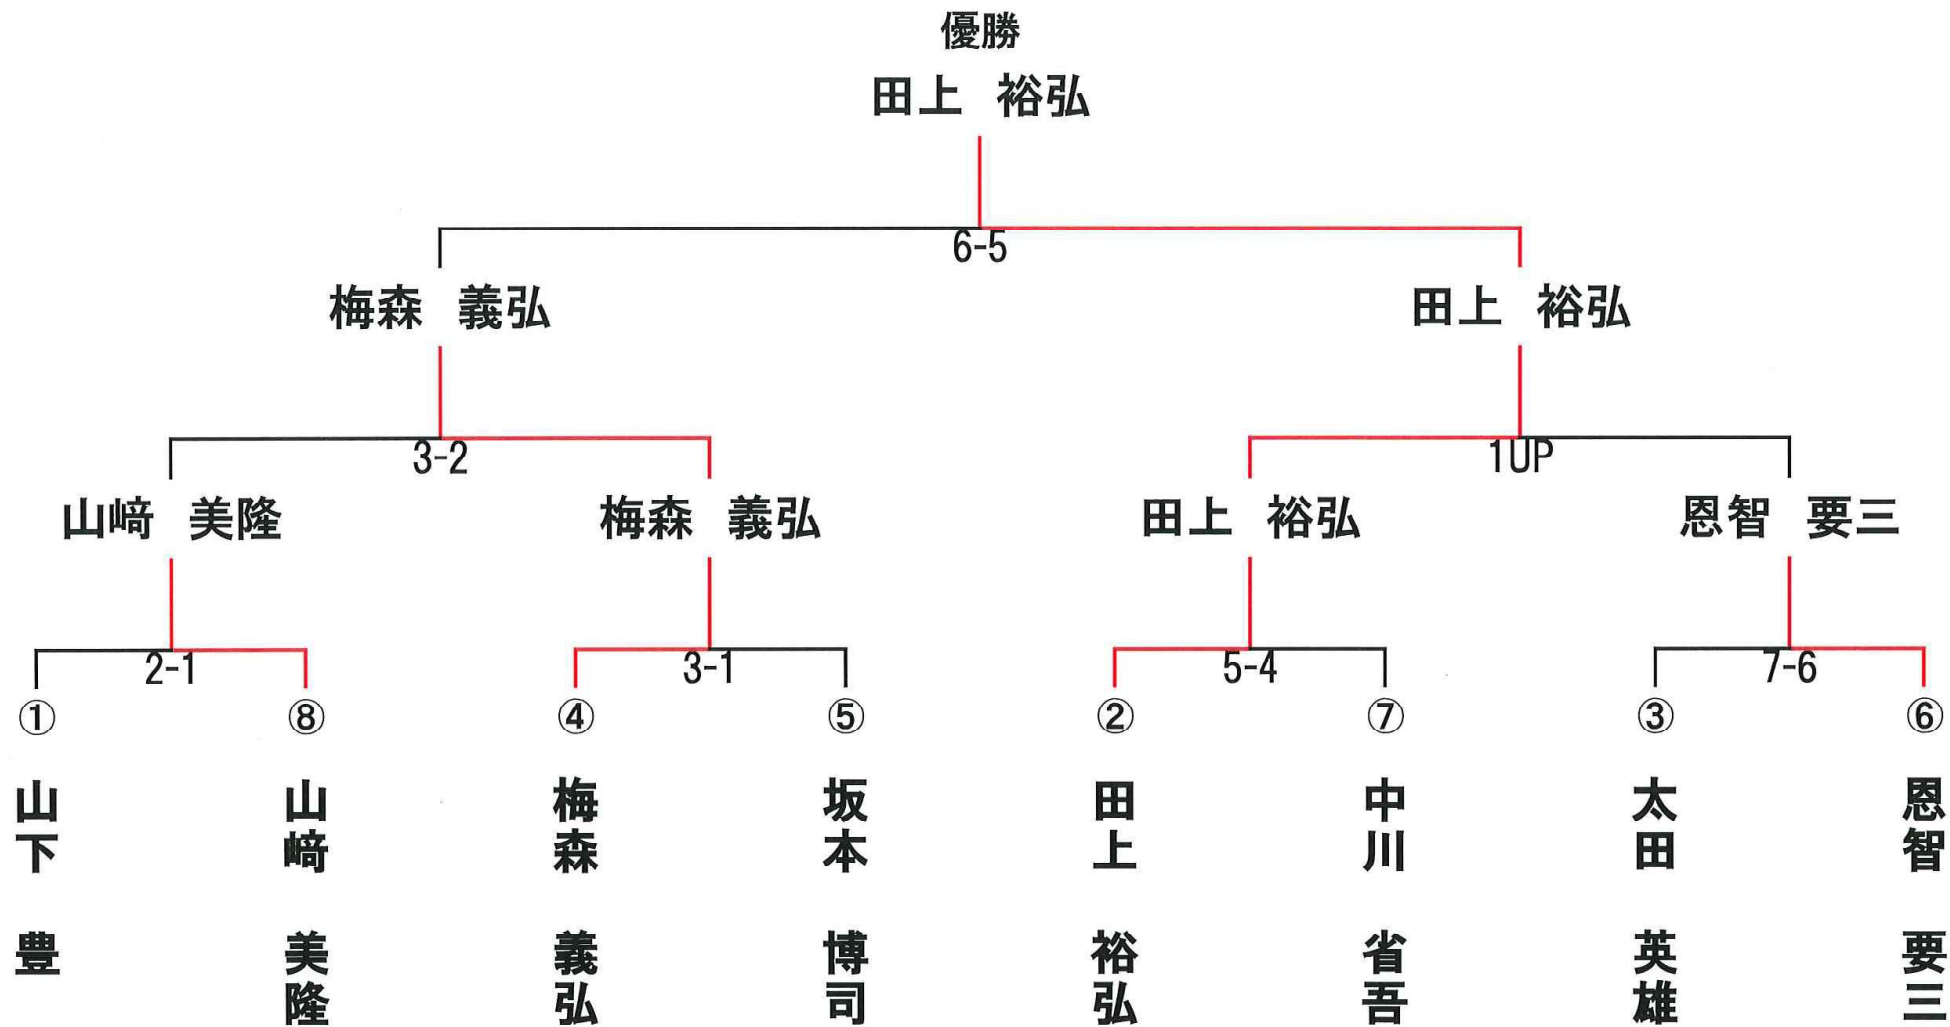 優勝
田上 裕弘
6-5
梅森 義弘
田上 裕弘
3-2
1UP
山﨑 美隆
梅森 義弘
田上 裕弘
恩智 要三
2-1
3-1
5-4
7-6
①
⑧
④
⑤
②
⑦
③
⑥
山下 豊
山﨑 美隆
梅森 義弘
坂本 博司
田上 裕弘
中川 省吾
太田 英雄
恩智 要三